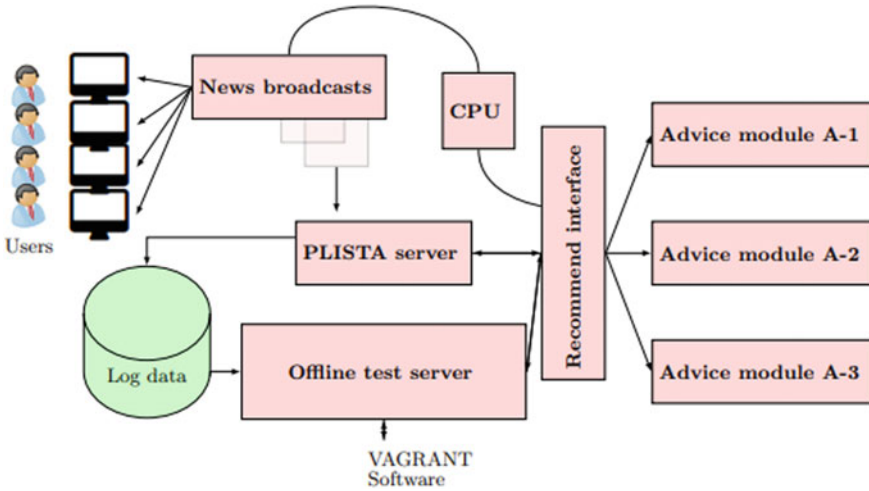 News broadcasts
CPU
Advice module A-1
Users
Recommend interface
PLISTA server
Advice module A-2
Log data
Offline test server
Advice module A-3
VAGRANT
Software